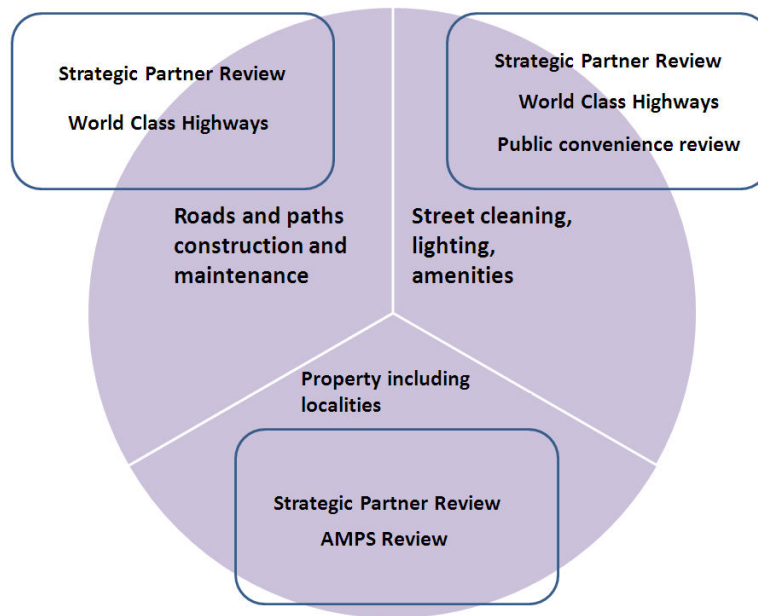 Strategic Partner Review
World Class Highways
Strategic Partner Review
World Class Highways
Public convenience review
Roads and paths
construction and
maintenance
Street cleaning,
lighting,
amenities
Property including
localities
Strategic Partner Review
AMPS Review